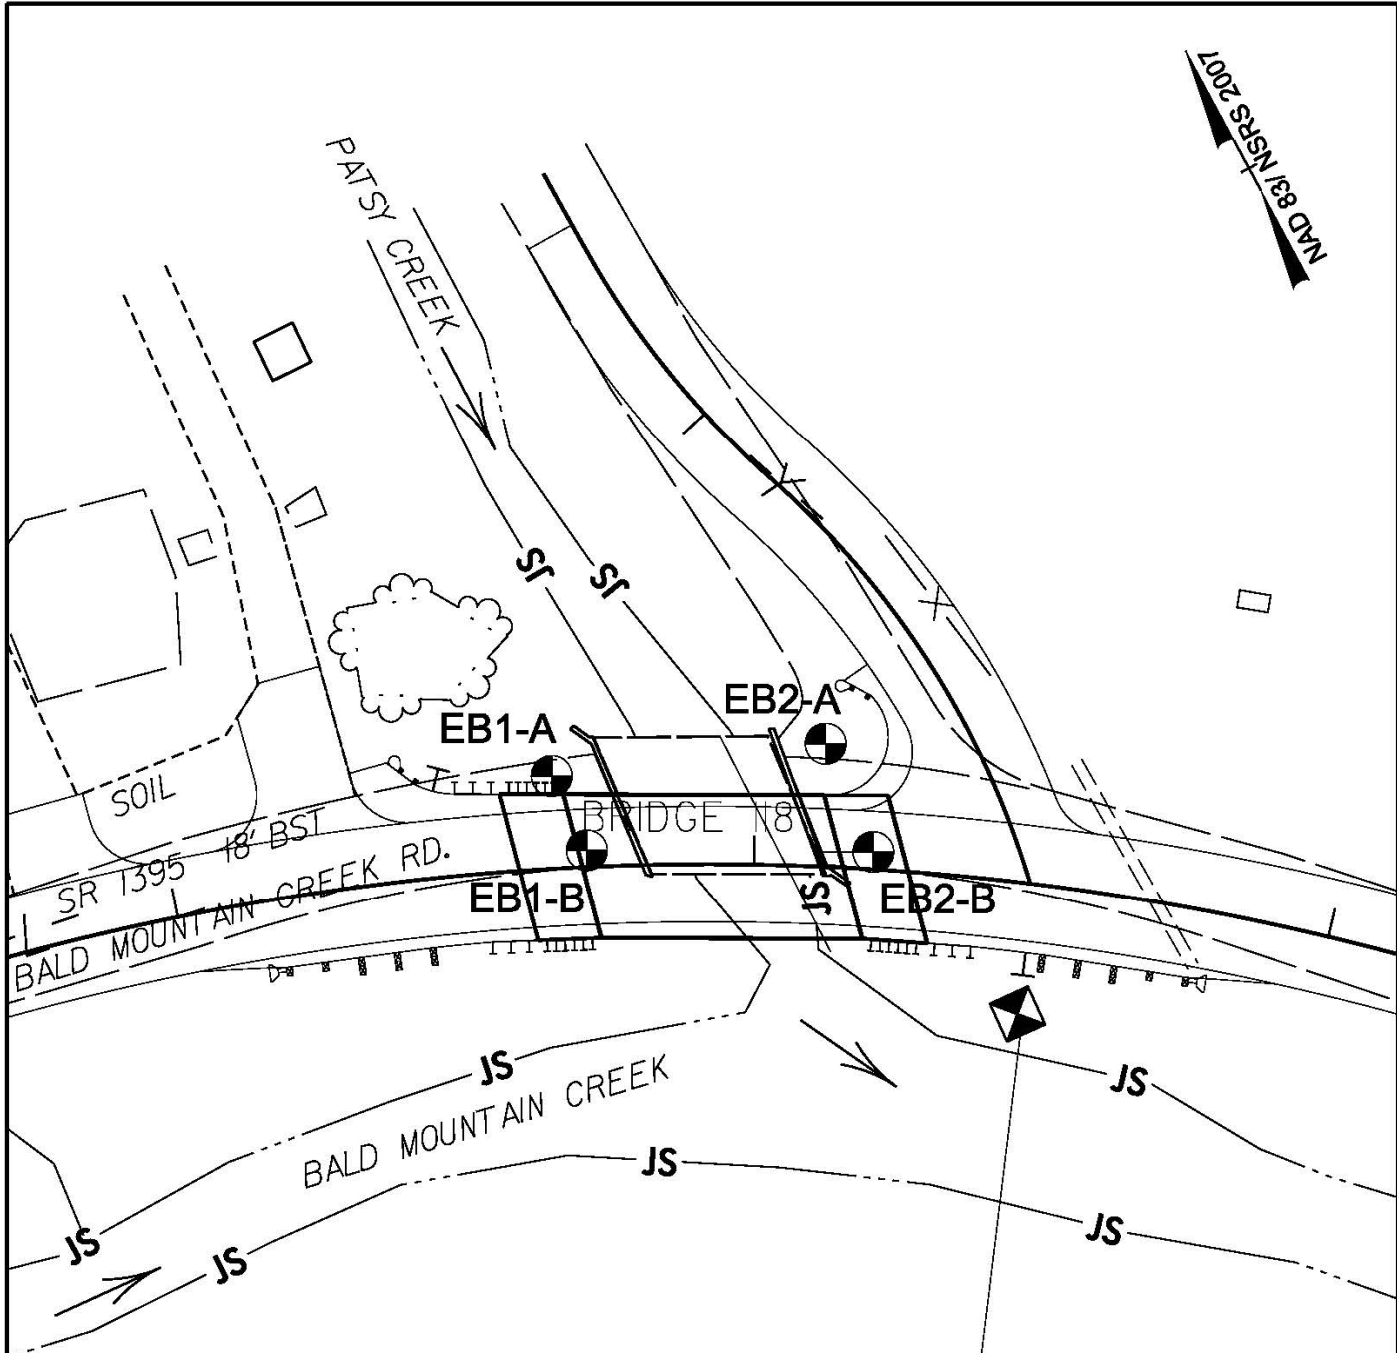 NAD 83/ NSRS 2007
PATSY CREEK
JS
JS
EB2-A
EB1-A
SOIL
BRIDGE 118
SR 1395 18' BST
BALD MOUNTAIN CREEK RD.
EB1-B
JS
EB2-B
JS
JS
BALD MOUNTAIN CREEK
JS
JS
JS
JS